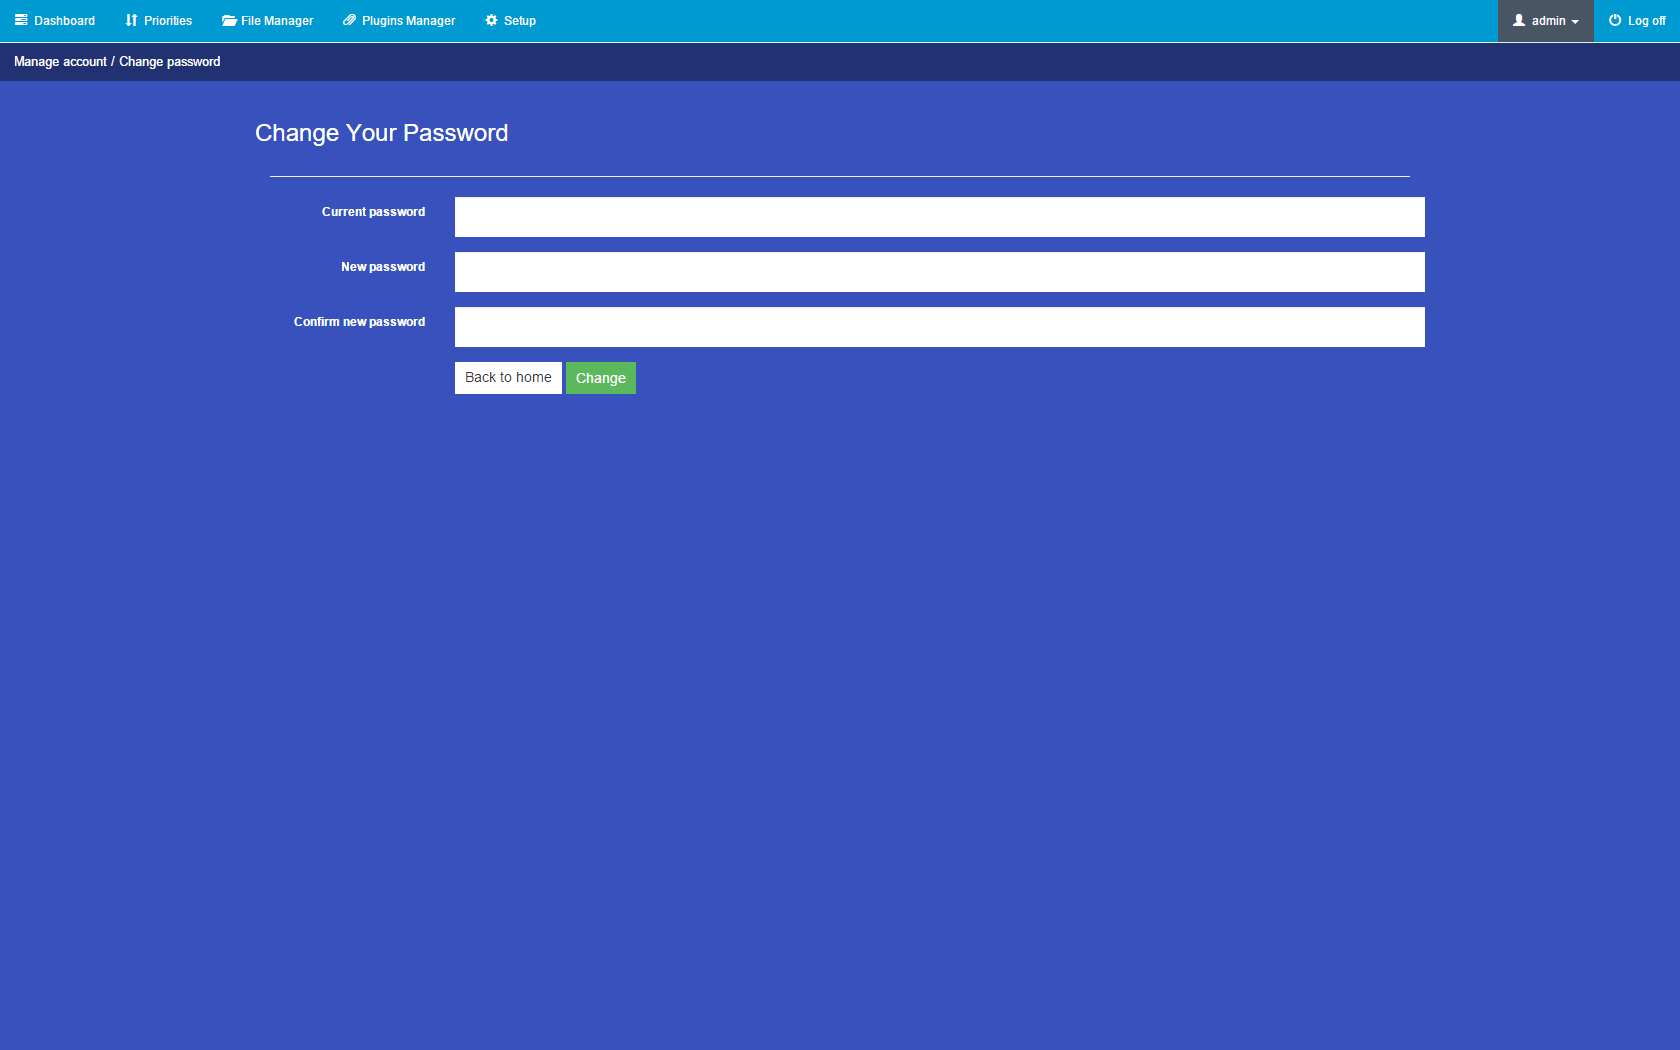 Dashboard Priorities File Manager Plugins Manager Setup admin Log off
Manage account / Change password
Change Your Password
Current password
New password
Confirm new password
Back to home Change